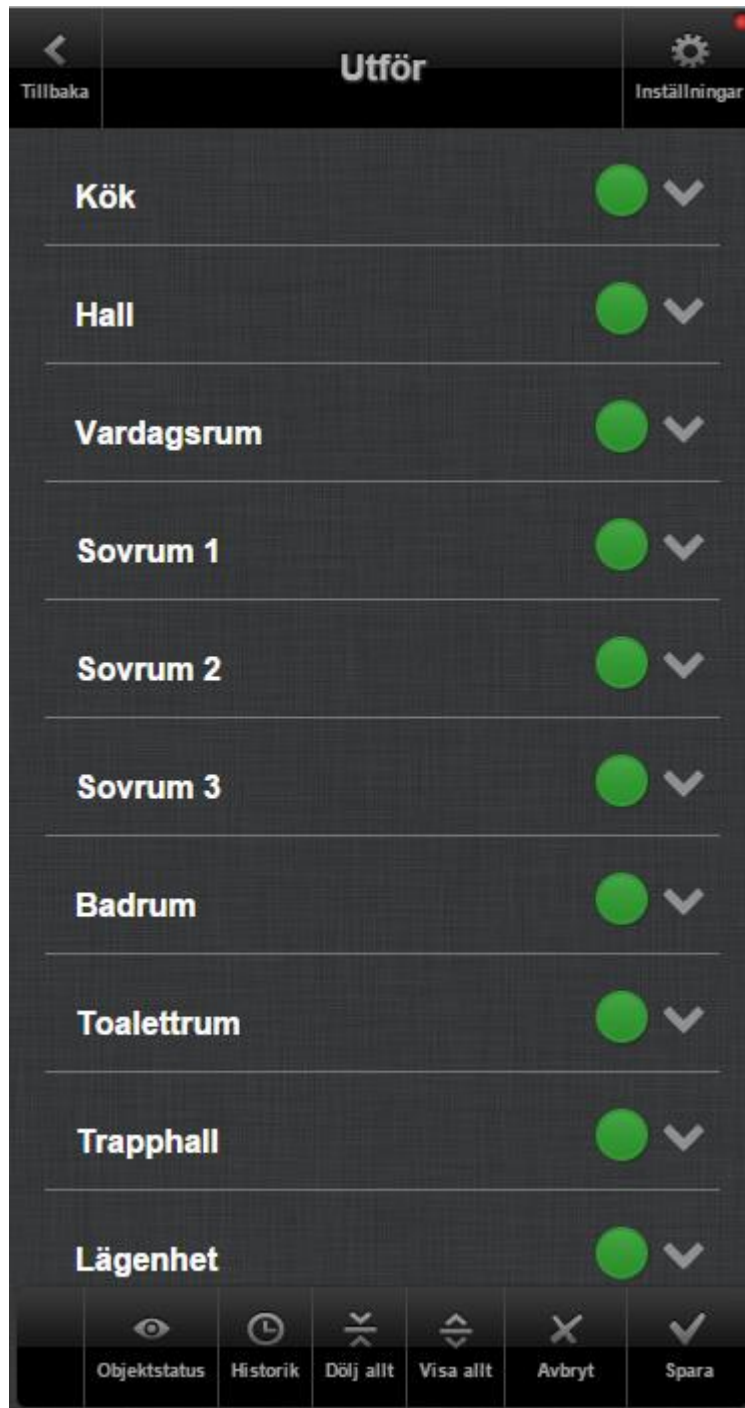 Tillbaka
Utför
Inställningar
Kök
Hall
Vardagsrum
Sovrum 1
Sovrum 2
Sovrum 3
Badrum
Toalettrum
Trapphall
Lägenhet
Objektstatus
Historik
Dölj allt
Visa allt
Avbryt
Spara